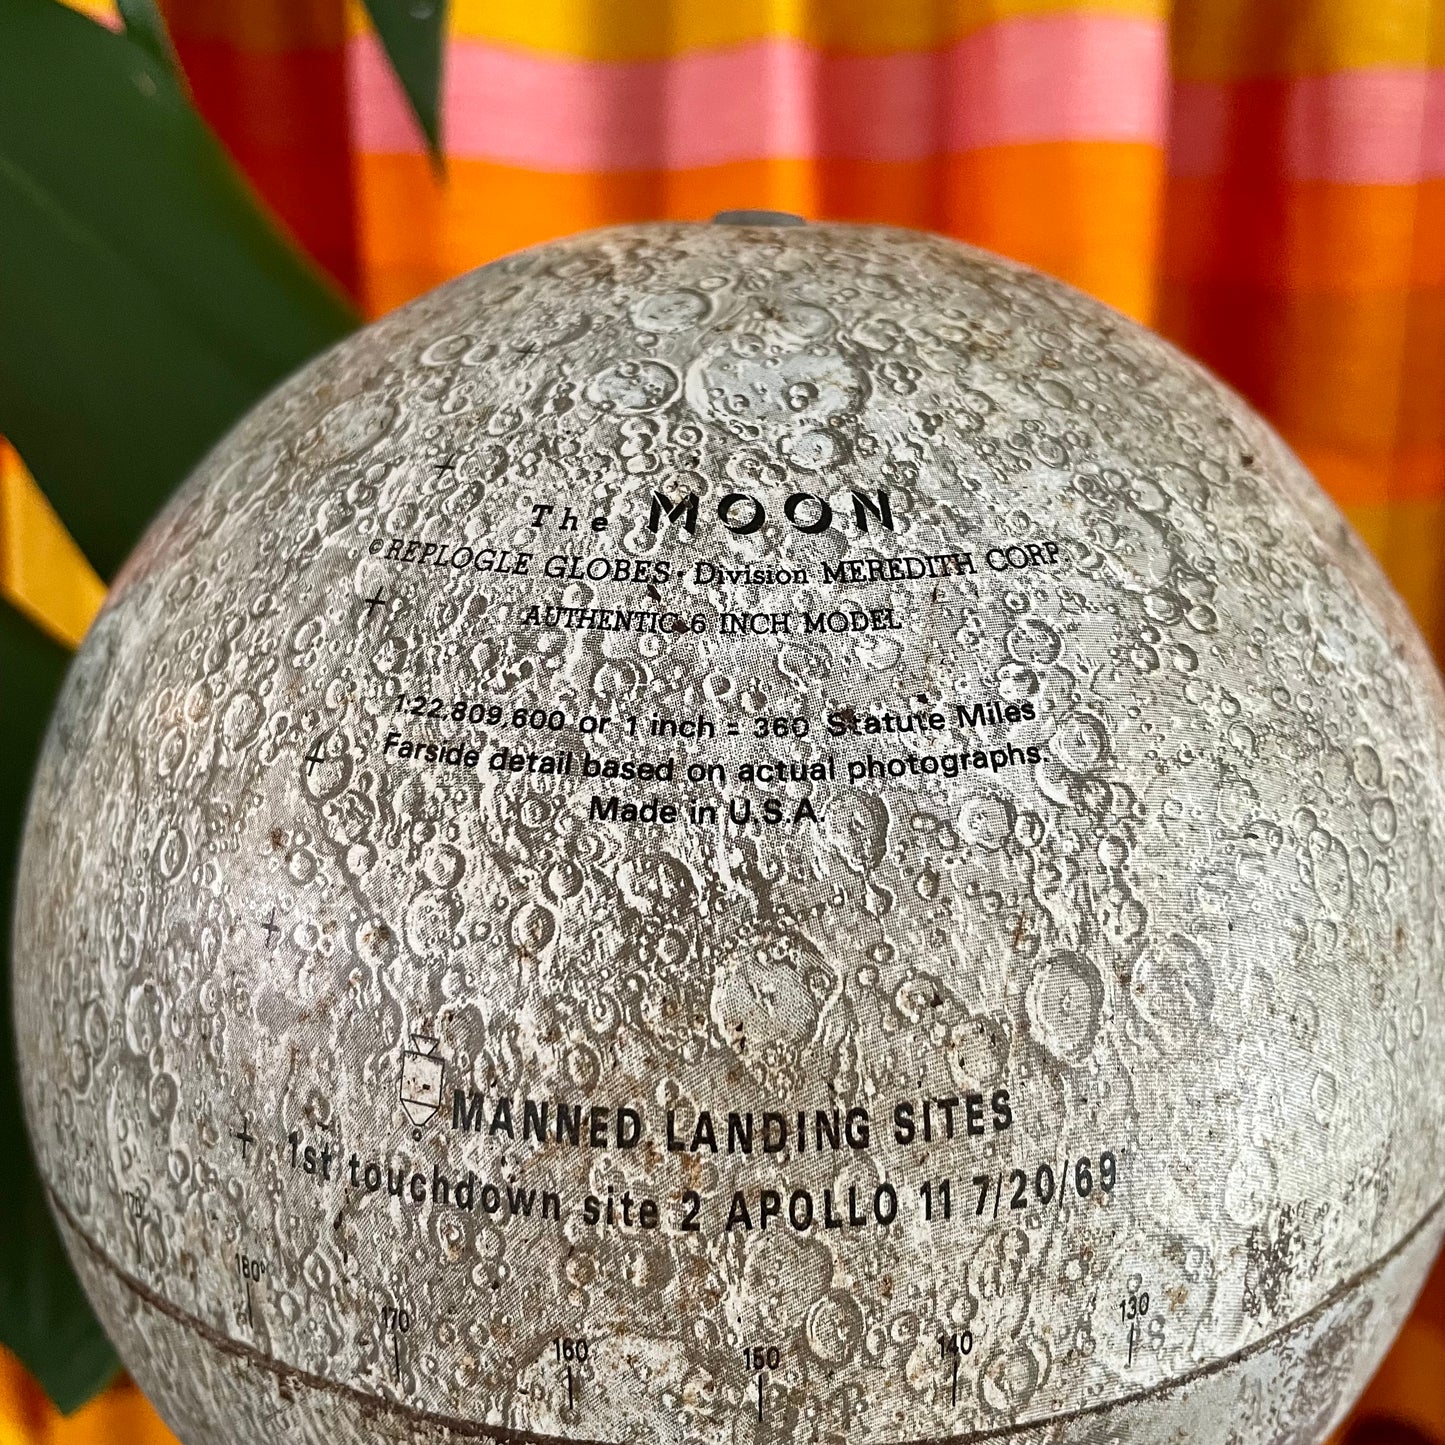 The MOON
©REPLOGLE GLOBES · Division MEREDITH CORP.
AUTHENTIC 6 INCH MODEL
1:22,809,600 or 1 inch = 360 Statute Miles
Farside detail based on actual photographs.
Made in U.S.A.
MANNED LANDING SITES
1st touchdown site 2 APOLLO 11 7/20/69
180° 170 160 150 140 130